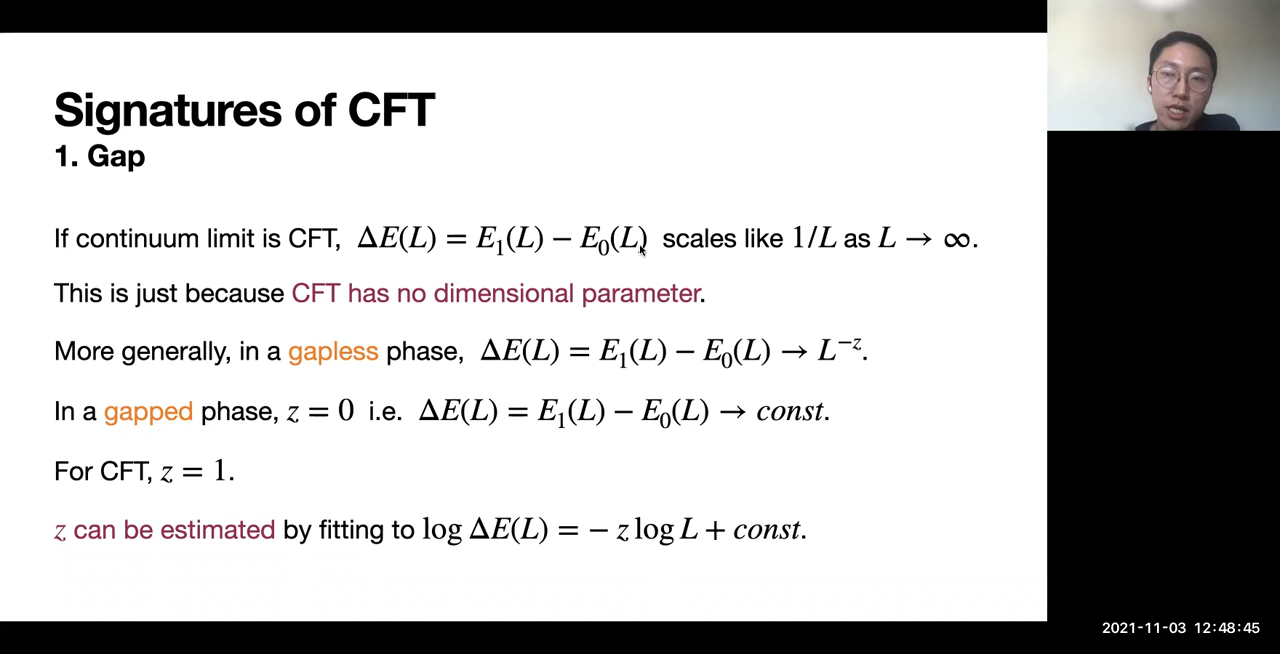 Signatures of CFT
1. Gap
If continuum limit is CFT, ΔE(L) = E₁(L) − E₀(L) scales like 1/L as L → ∞.
This is just because CFT has no dimensional parameter.
More generally, in a gapless phase, ΔE(L) = E₁(L) − E₀(L) → L⁻ᶻ.
In a gapped phase, z = 0 i.e. ΔE(L) = E₁(L) − E₀(L) → const.
For CFT, z = 1.
z can be estimated by fitting to log ΔE(L) = − z log L + const.
2021-11-03 12:48:45